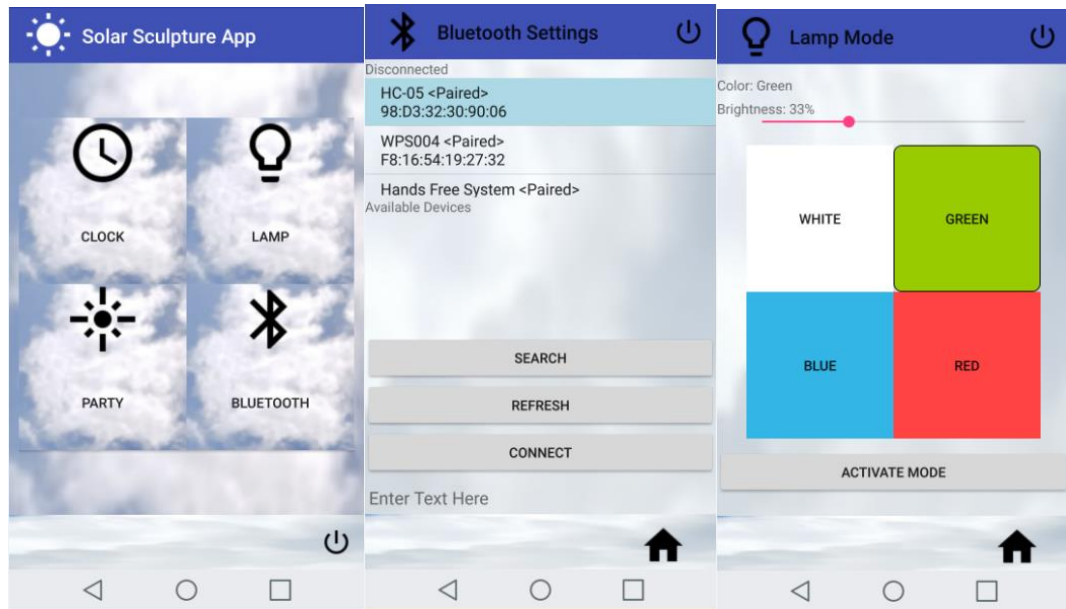 Solar Sculpture App
CLOCK
LAMP
PARTY
BLUETOOTH
Bluetooth Settings
Disconnected
HC-05 <Paired>
98:D3:32:30:90:06
WPS004 <Paired>
F8:16:54:19:27:32
Hands Free System <Paired>
Available Devices
SEARCH
REFRESH
CONNECT
Enter Text Here
Lamp Mode
Color: Green
Brightness: 33%
WHITE
GREEN
BLUE
RED
ACTIVATE MODE